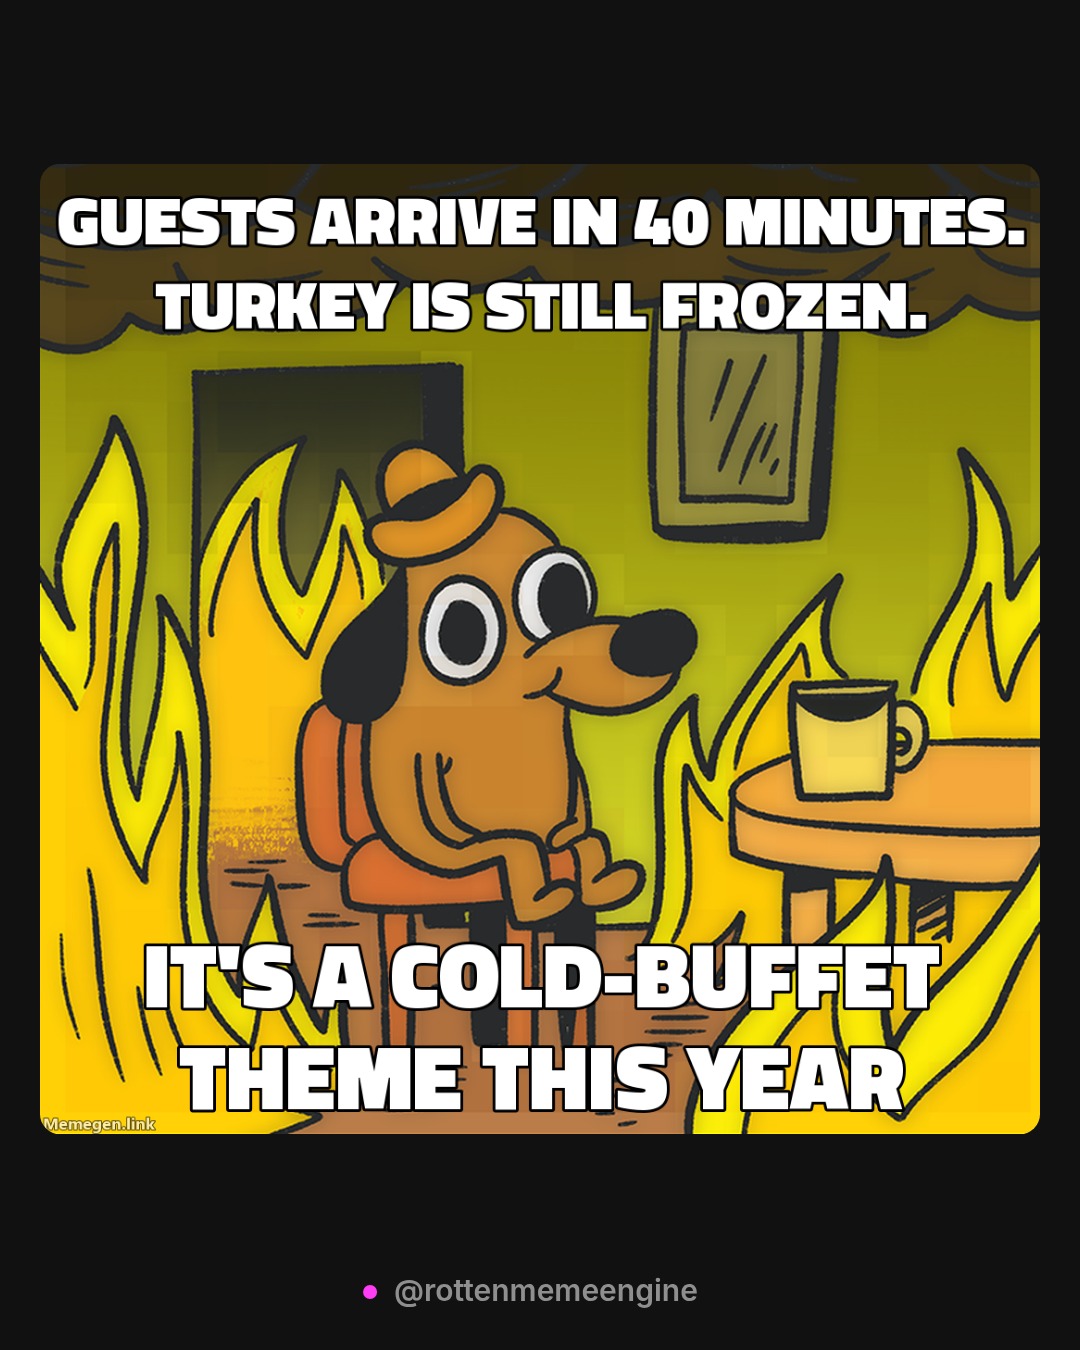 GUESTS ARRIVE IN 40 MINUTES.
TURKEY IS STILL FROZEN.
IT'S A COLD-BUFFET
THEME THIS YEAR
Memegen.link
@rottenmemeengine